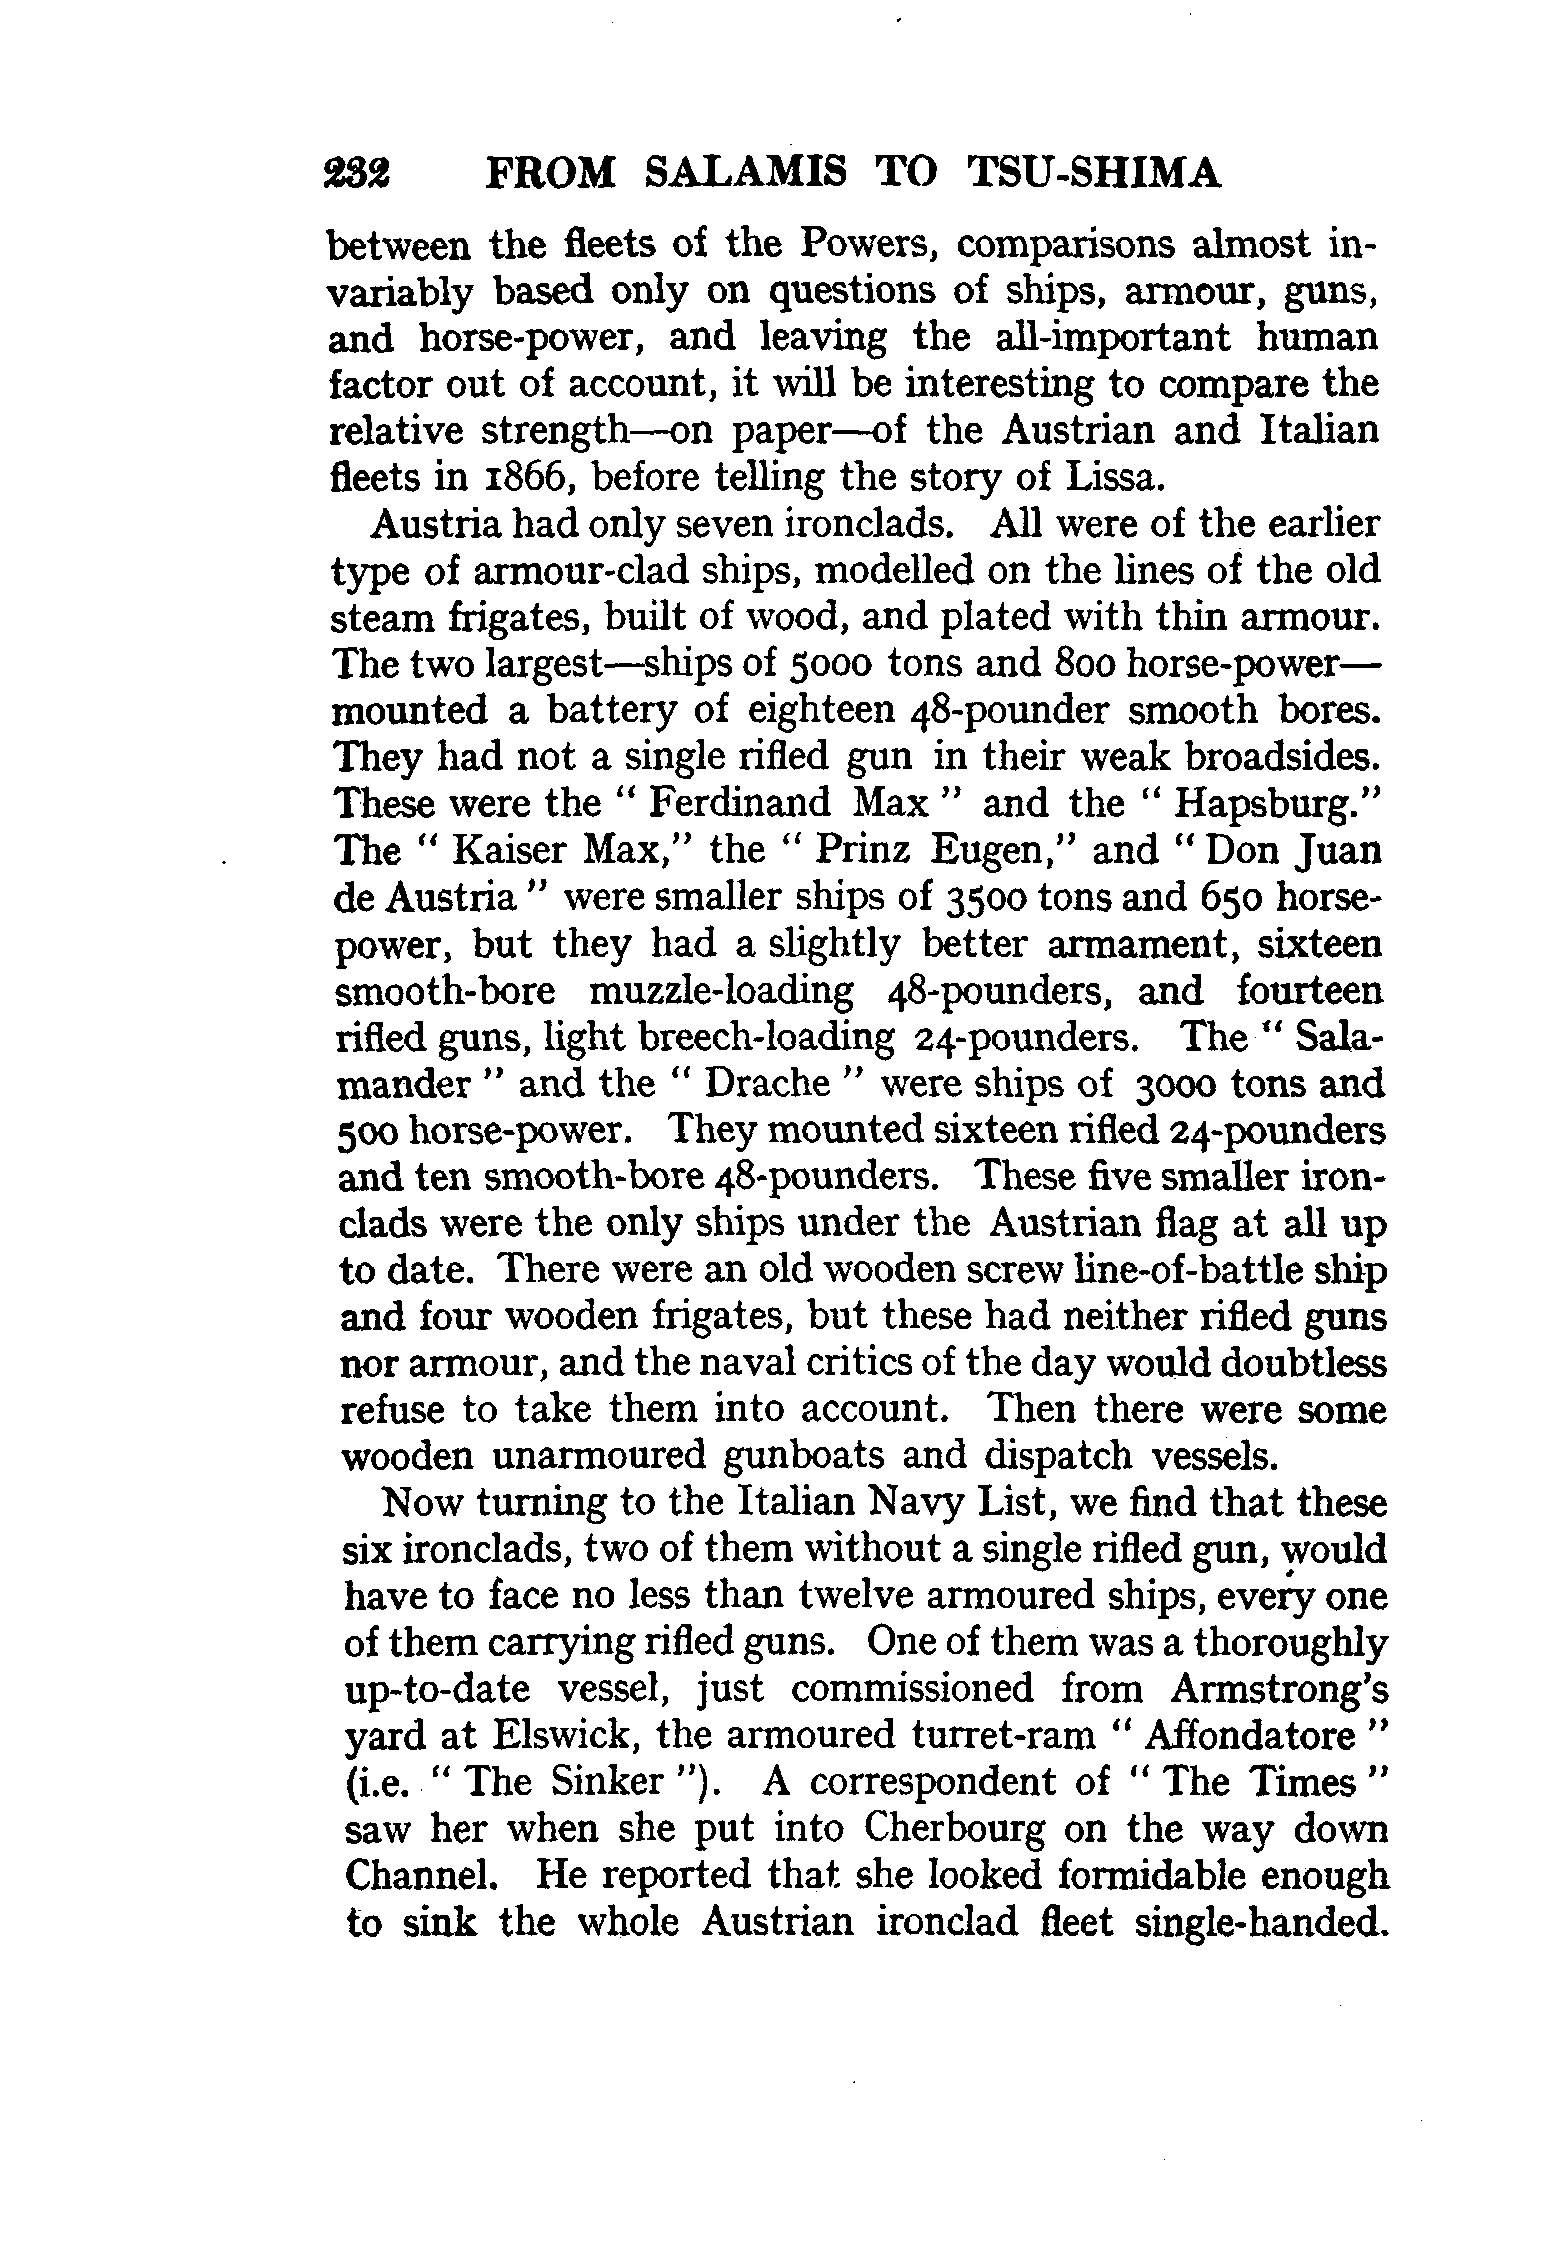 232 FROM SALAMIS TO TSU-SHIMA
between the fleets of the Powers, comparisons almost in-
variably based only on questions of ships, armour, guns,
and horse-power, and leaving the all-important human
factor out of account, it will be interesting to compare the
relative strength—on paper—of the Austrian and Italian
fleets in 1866, before telling the story of Lissa.
Austria had only seven ironclads. All were of the earlier
type of armour-clad ships, modelled on the lines of the old
steam frigates, built of wood, and plated with thin armour.
The two largest—ships of 5000 tons and 800 horse-power—
mounted a battery of eighteen 48-pounder smooth bores.
They had not a single rifled gun in their weak broadsides.
These were the " Ferdinand Max " and the " Hapsburg."
The " Kaiser Max," the " Prinz Eugen," and " Don Juan
de Austria " were smaller ships of 3500 tons and 650 horse-
power, but they had a slightly better armament, sixteen
smooth-bore muzzle-loading 48-pounders, and fourteen
rifled guns, light breech-loading 24-pounders. The " Sala-
mander " and the " Drache " were ships of 3000 tons and
500 horse-power. They mounted sixteen rifled 24-pounders
and ten smooth-bore 48-pounders. These five smaller iron-
clads were the only ships under the Austrian flag at all up
to date. There were an old wooden screw line-of-battle ship
and four wooden frigates, but these had neither rifled guns
nor armour, and the naval critics of the day would doubtless
refuse to take them into account. Then there were some
wooden unarmoured gunboats and dispatch vessels.
Now turning to the Italian Navy List, we find that these
six ironclads, two of them without a single rifled gun, would
have to face no less than twelve armoured ships, every one
of them carrying rifled guns. One of them was a thoroughly
up-to-date vessel, just commissioned from Armstrong's
yard at Elswick, the armoured turret-ram " Affondatore "
(i.e. " The Sinker "). A correspondent of " The Times "
saw her when she put into Cherbourg on the way down
Channel. He reported that she looked formidable enough
to sink the whole Austrian ironclad fleet single-handed.